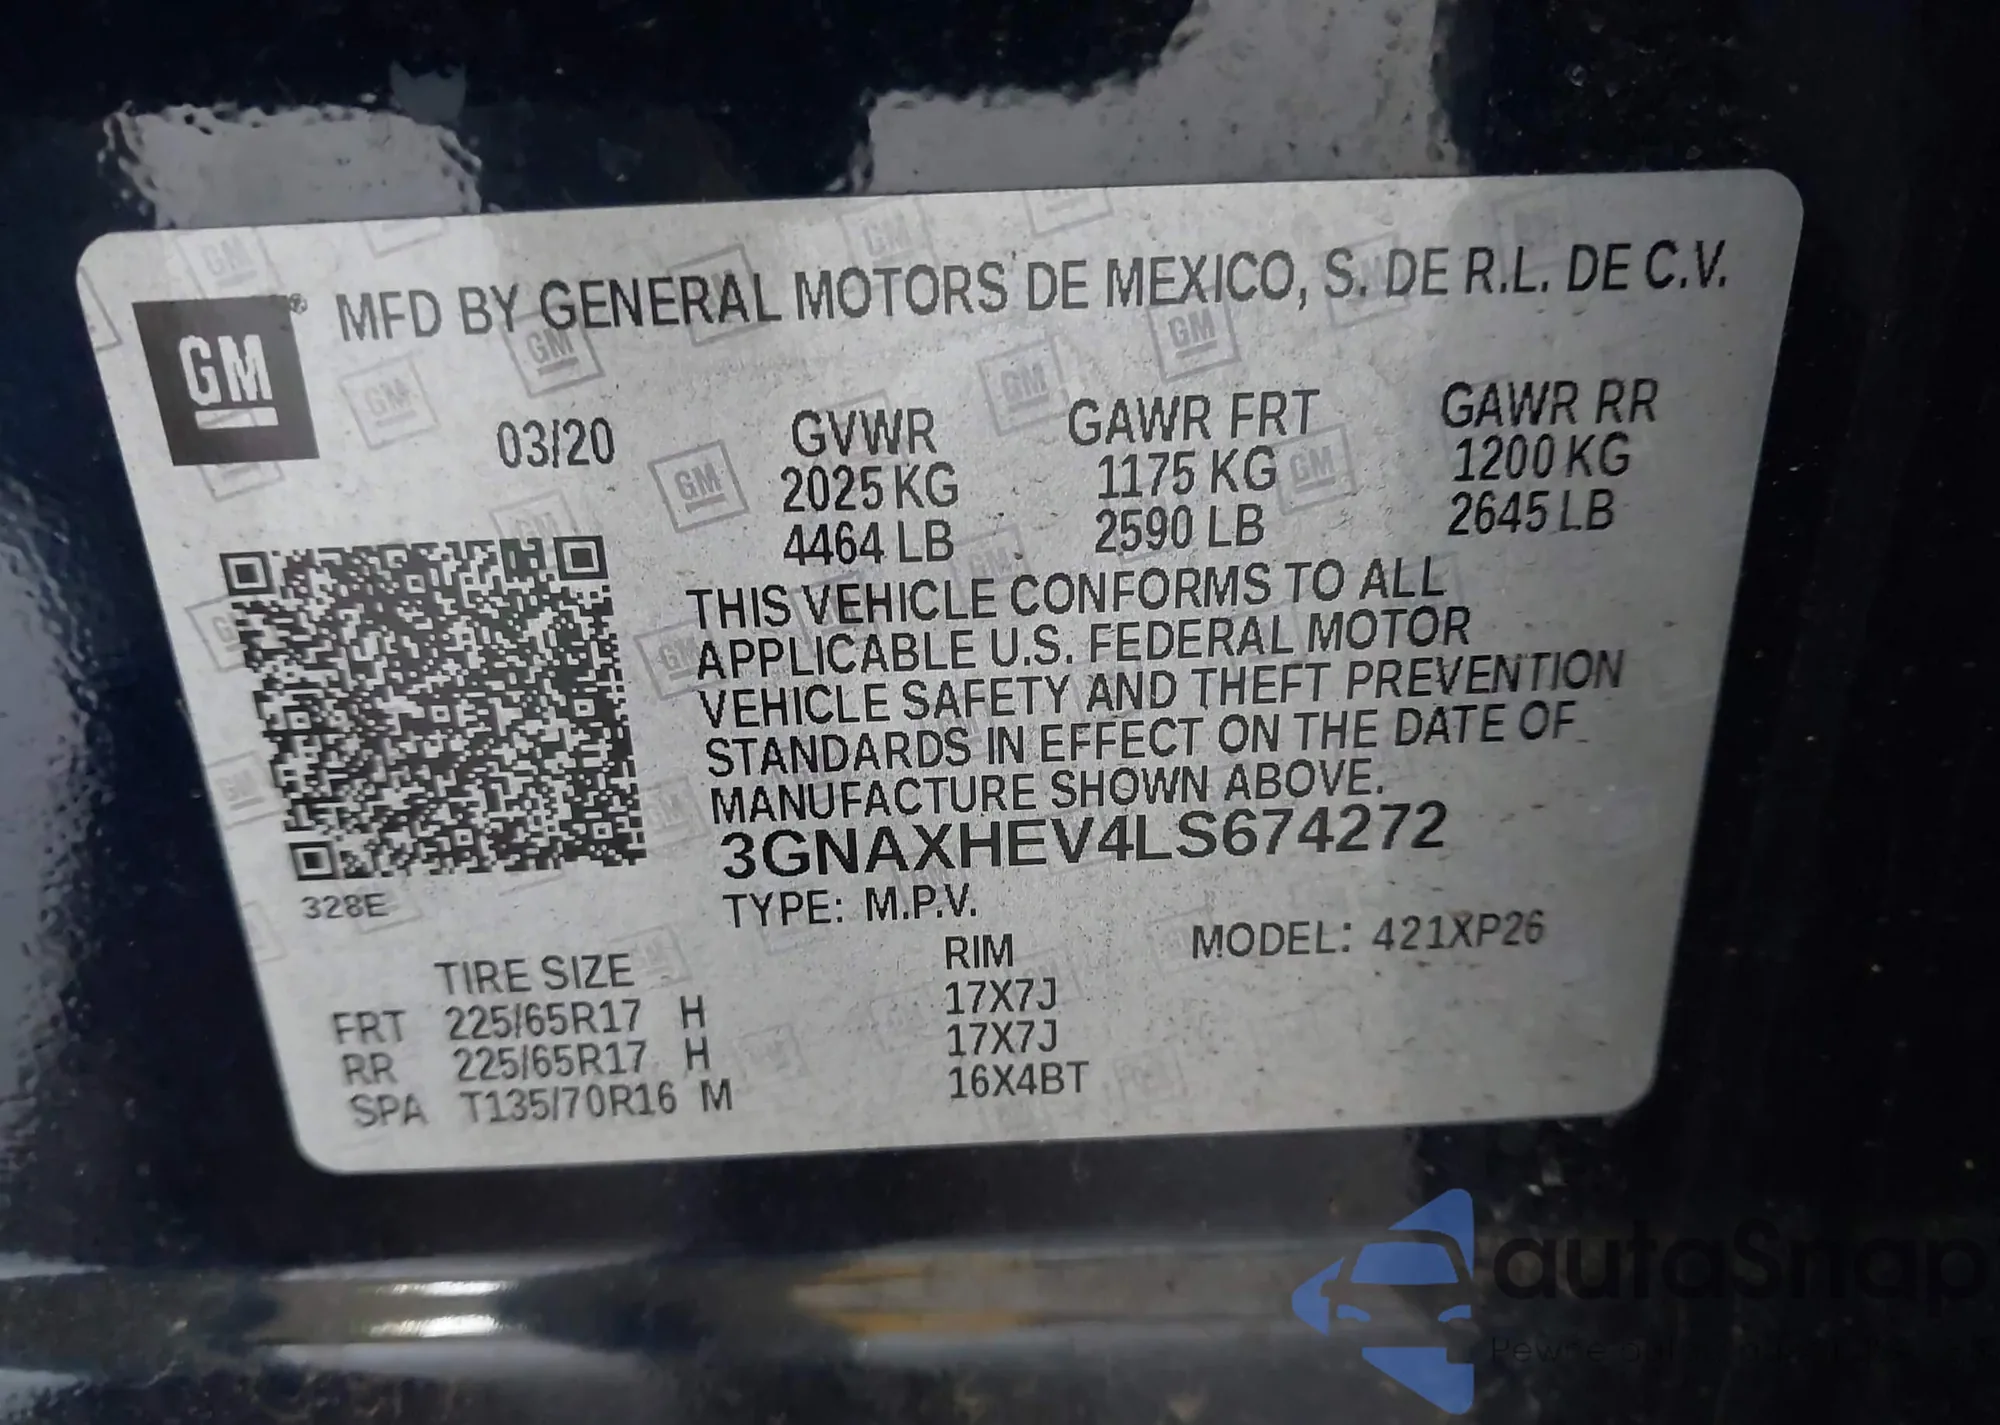 GM® MFD BY GENERAL MOTORS DE MEXICO, S. DE R.L. DE C.V.
03/20 GVWR GAWR FRT GAWR RR
2025 KG 1175 KG 1200 KG
4464 LB 2590 LB 2645 LB
THIS VEHICLE CONFORMS TO ALL
APPLICABLE U.S. FEDERAL MOTOR
VEHICLE SAFETY AND THEFT PREVENTION
STANDARDS IN EFFECT ON THE DATE OF
MANUFACTURE SHOWN ABOVE.
3GNAXHEV4LS674272
328E
TYPE: M.P.V.
MODEL: 421XP26
TIRE SIZE RIM
FRT 225/65R17 H 17X7J
RR 225/65R17 H 17X7J
SPA T135/70R16 M 16X4BT
autoSnap